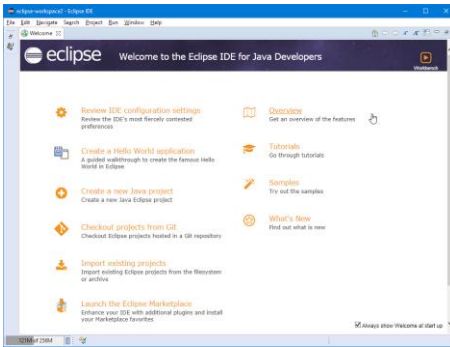 eclipse-workspace2 - Eclipse IDE
File Edit Navigate Search Project Run Window Help
Welcome
eclipse Welcome to the Eclipse IDE for Java Developers
Workbench
Review IDE configuration settings
Review the IDE's most fiercely contested
preferences
Create a Hello World application
A guided walkthrough to create the famous Hello
World in Eclipse
Create a new Java project
Create a new Java Eclipse project
Checkout projects from Git
Checkout Eclipse projects hosted in a Git repository
Import existing projects
Import existing Eclipse projects from the filesystem
or archive
Launch the Eclipse Marketplace
Enhance your IDE with additional plugins and install
your Marketplace favorites
Overview
Get an overview of the features
Tutorials
Go through tutorials
Samples
Try out the samples
What's New
Find out what is new
Always show Welcome at start up
121M of 256M